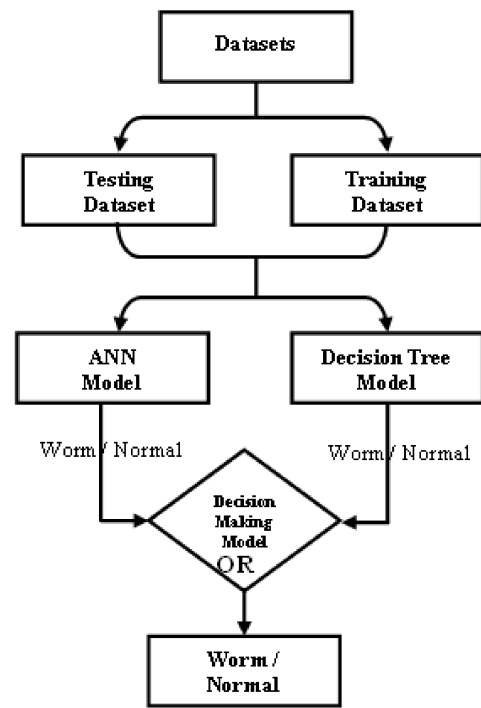 Datasets
Testing
Dataset
Training
Dataset
ANN
Model
Decision Tree
Model
Worm / Normal
Worm / Normal
Decision
Making
Model
OR
Worm /
Normal